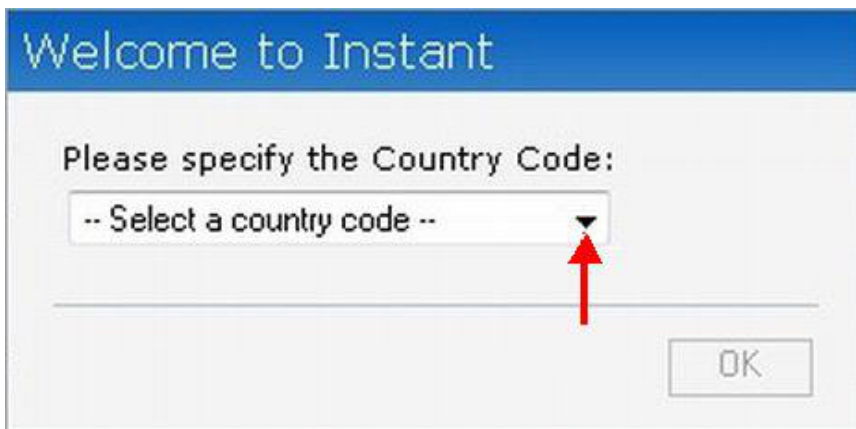 Welcome to Instant
Please specify the Country Code:
-- Select a country code --
OK